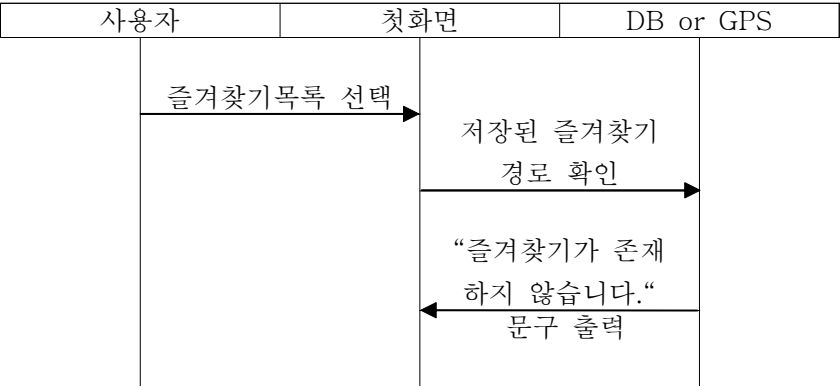 사용자 첫화면 DB or GPS
즐겨찾기목록 선택
저장된 즐겨찾기
경로 확인
“즐겨찾기가 존재
하지 않습니다.“
문구 출력